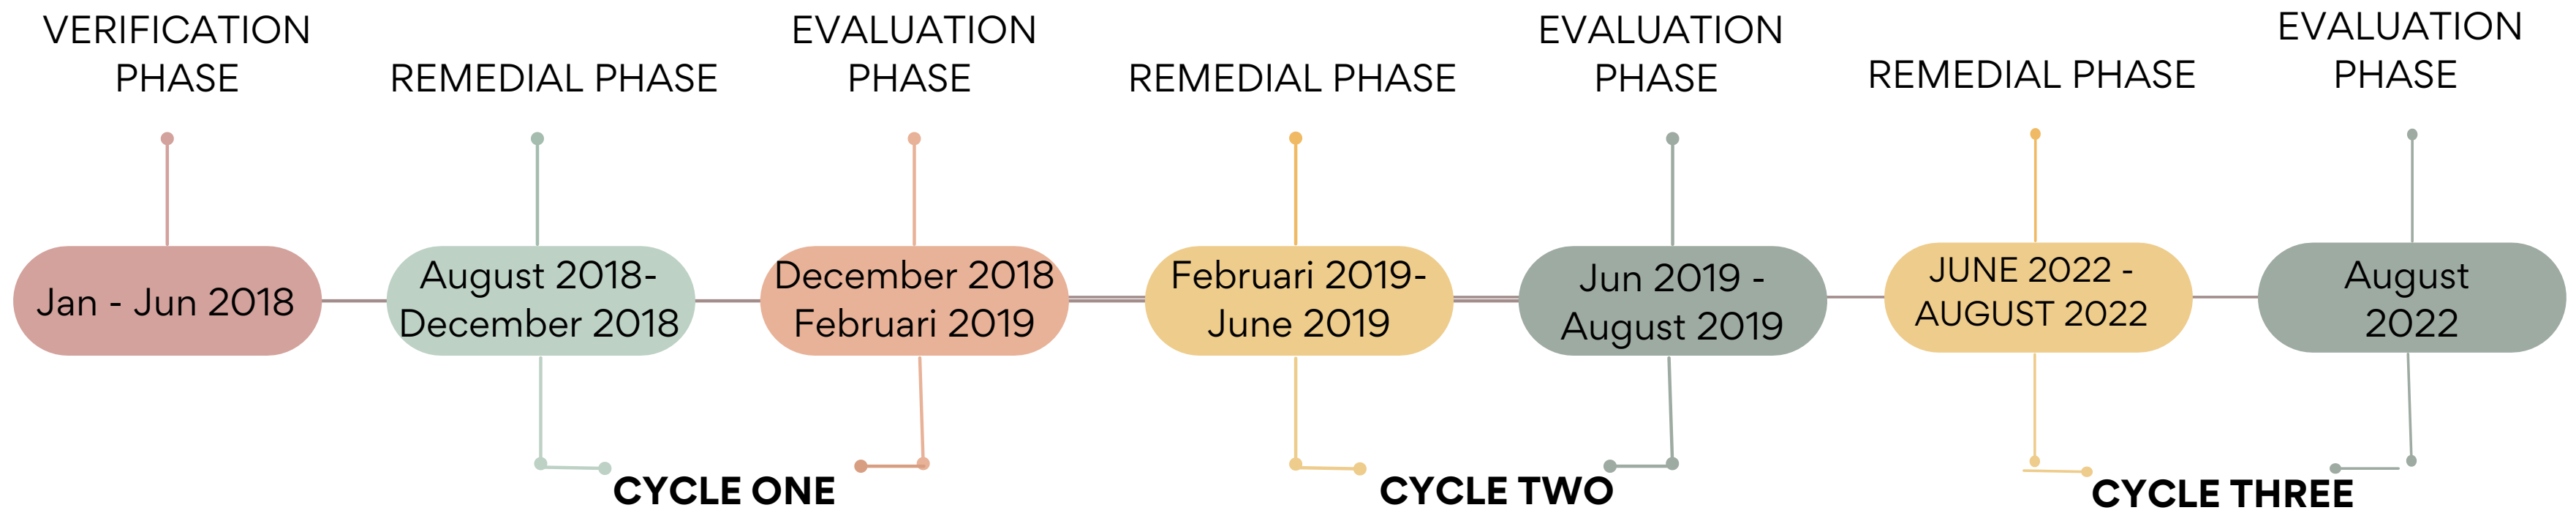 VERIFICATION
PHASE
REMEDIAL PHASE
EVALUATION
PHASE
REMEDIAL PHASE
EVALUATION
PHASE
REMEDIAL PHASE
EVALUATION
PHASE
Jan - Jun 2018
August 2018-
December 2018
December 2018
Februari 2019
Februari 2019-
June 2019
Jun 2019 -
August 2019
JUNE 2022 -
AUGUST 2022
August
2022
CYCLE ONE
CYCLE TWO
CYCLE THREE